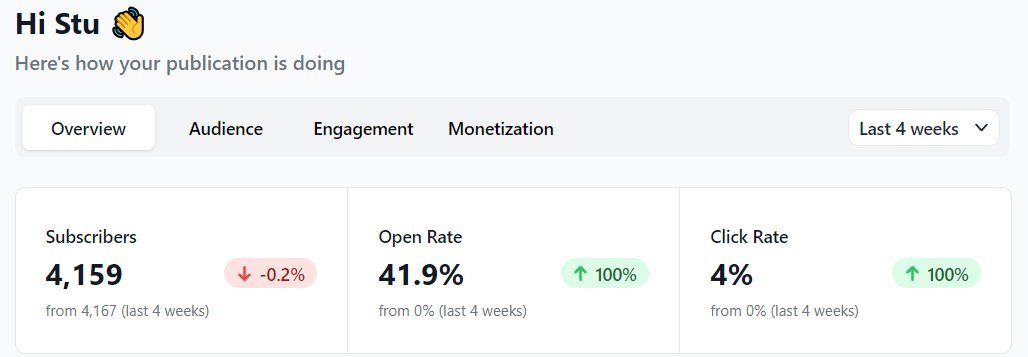 Hi Stu 👋
Here's how your publication is doing
Overview Audience Engagement Monetization Last 4 weeks
Subscribers
4,159 ↓ -0.2%
from 4,167 (last 4 weeks)
Open Rate
41.9% ↑ 100%
from 0% (last 4 weeks)
Click Rate
4% ↑ 100%
from 0% (last 4 weeks)